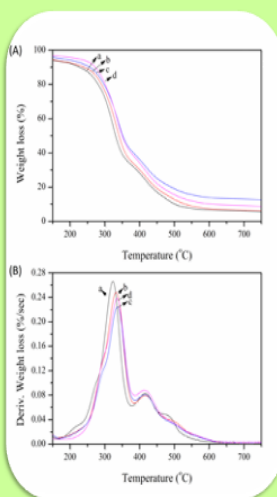 (A)
100
80
60
40
20
0
Weight loss (%)
a
b
c
d
200 300 400 500 600 700
Temperature (°C)
(B)
0.28
0.24
0.20
0.16
0.12
0.08
0.04
0.00
Deriv. Weight loss (%/sec)
a
b
d
200 300 400 500 600 700
Temperature (°C)